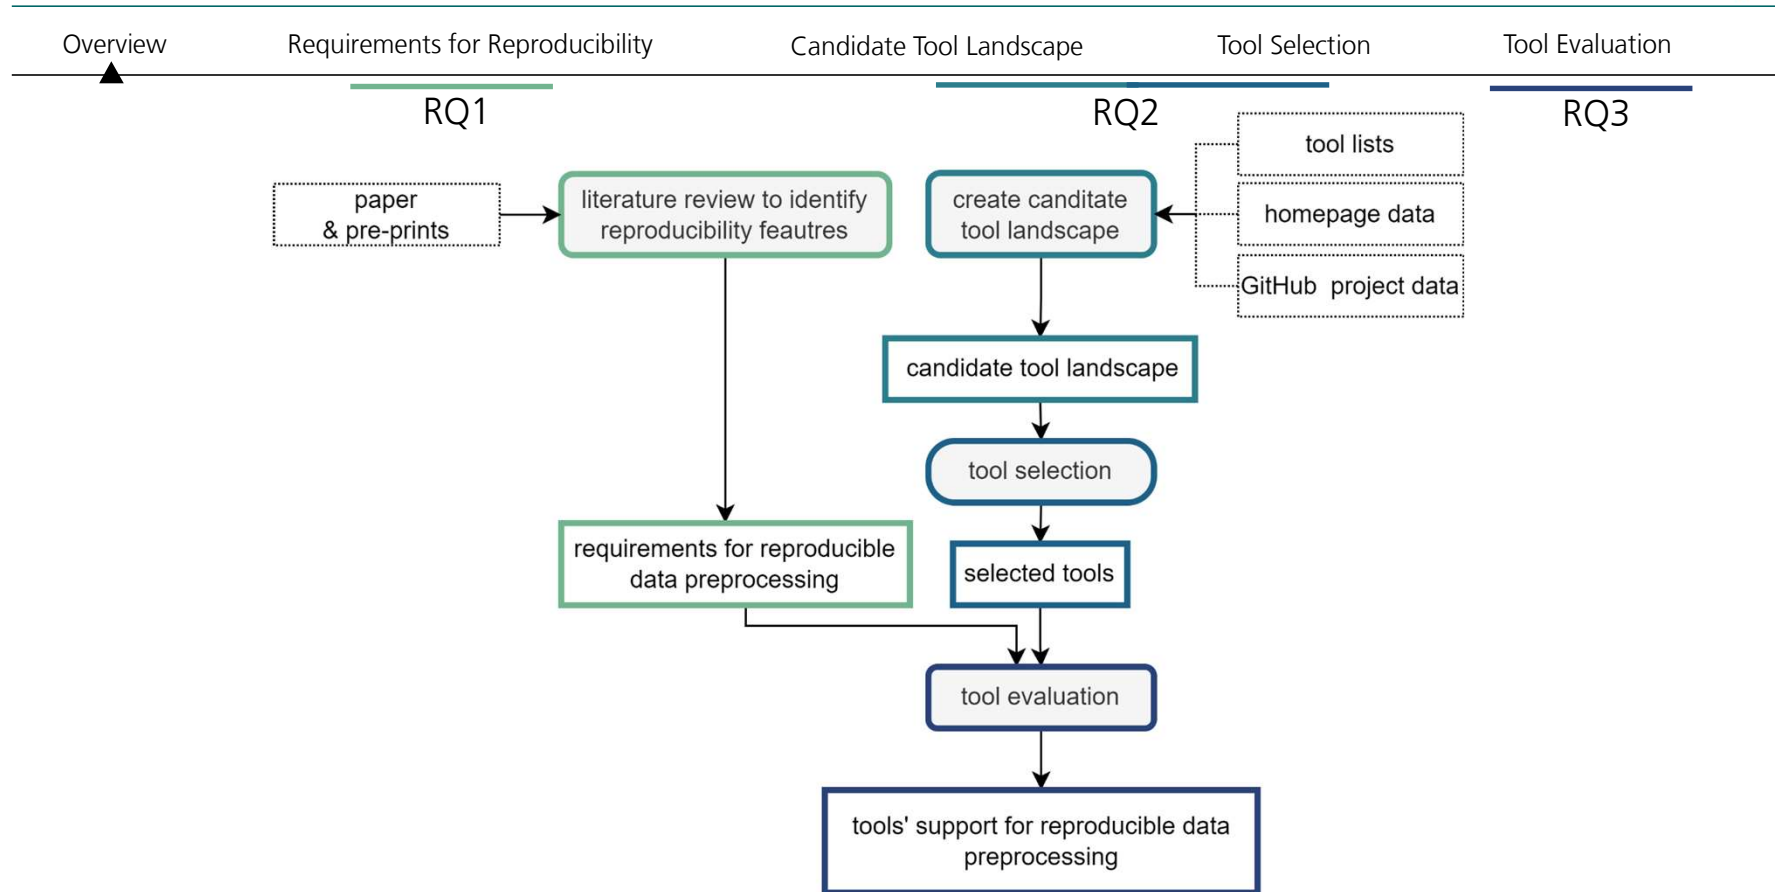 Overview
Requirements for Reproducibility
Candidate Tool Landscape
Tool Selection
Tool Evaluation
RQ1
RQ2
RQ3
paper
& pre-prints
literature review to identify
reproducibility feautres
create canditate
tool landscape
tool lists
homepage data
GitHub project data
candidate tool landscape
tool selection
requirements for reproducible
data preprocessing
selected tools
tool evaluation
tools' support for reproducible data
preprocessing